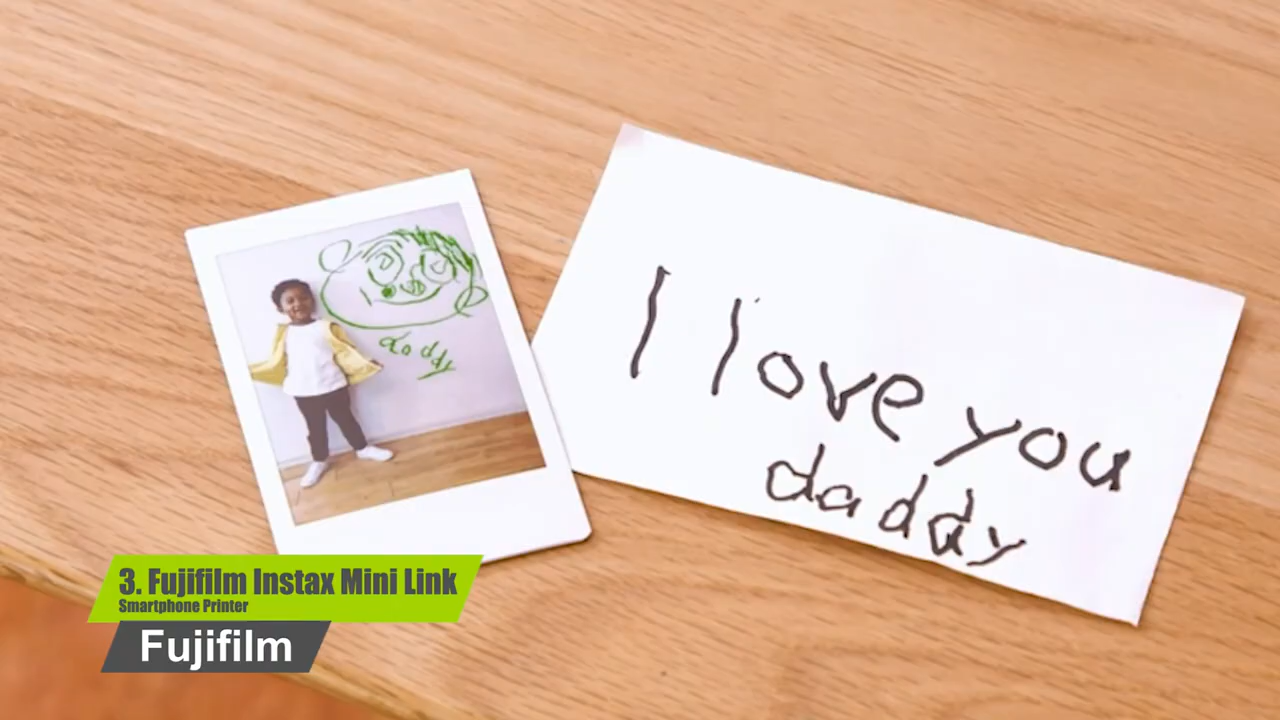 daddy
I love you
daddy
3. Fujifilm Instax Mini Link
Smartphone Printer
Fujifilm